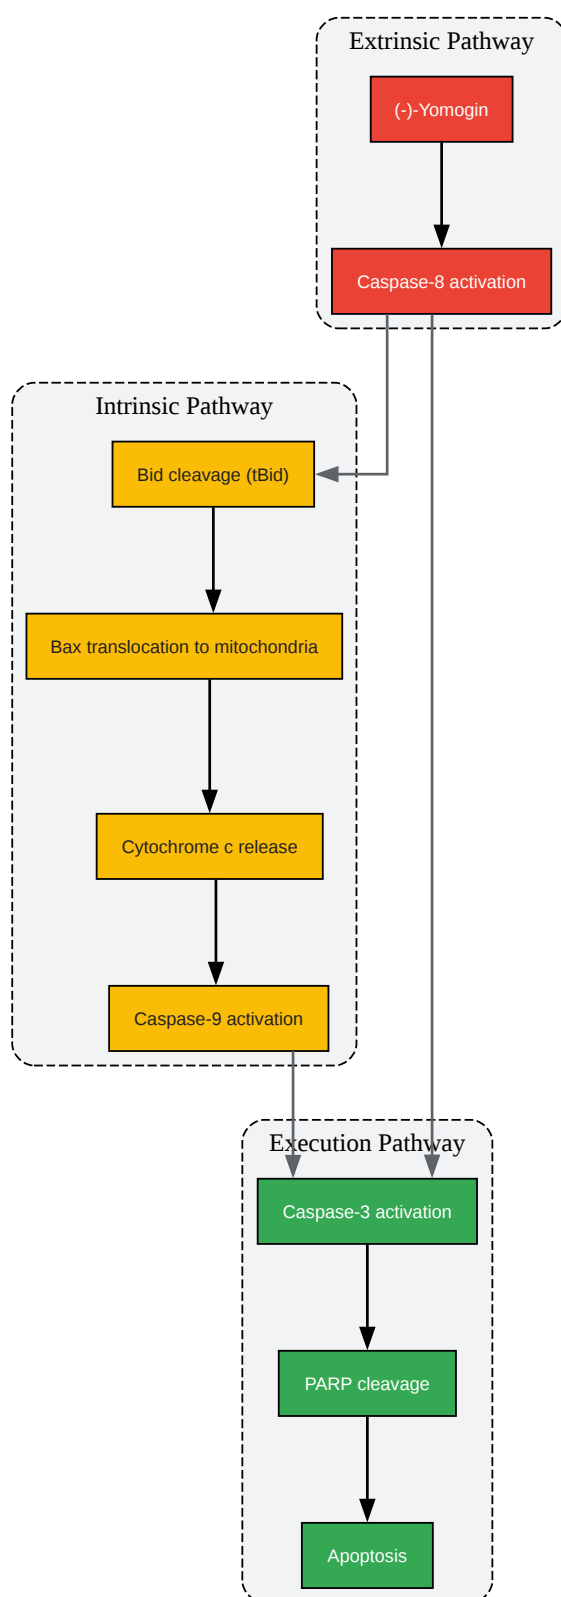 Extrinsic Pathway
(-)-Yomogin
Caspase-8 activation
Intrinsic Pathway
Bid cleavage (tBid)
Bax translocation to mitochondria
Cytochrome c release
Caspase-9 activation
Execution Pathway
Caspase-3 activation
PARP cleavage
Apoptosis